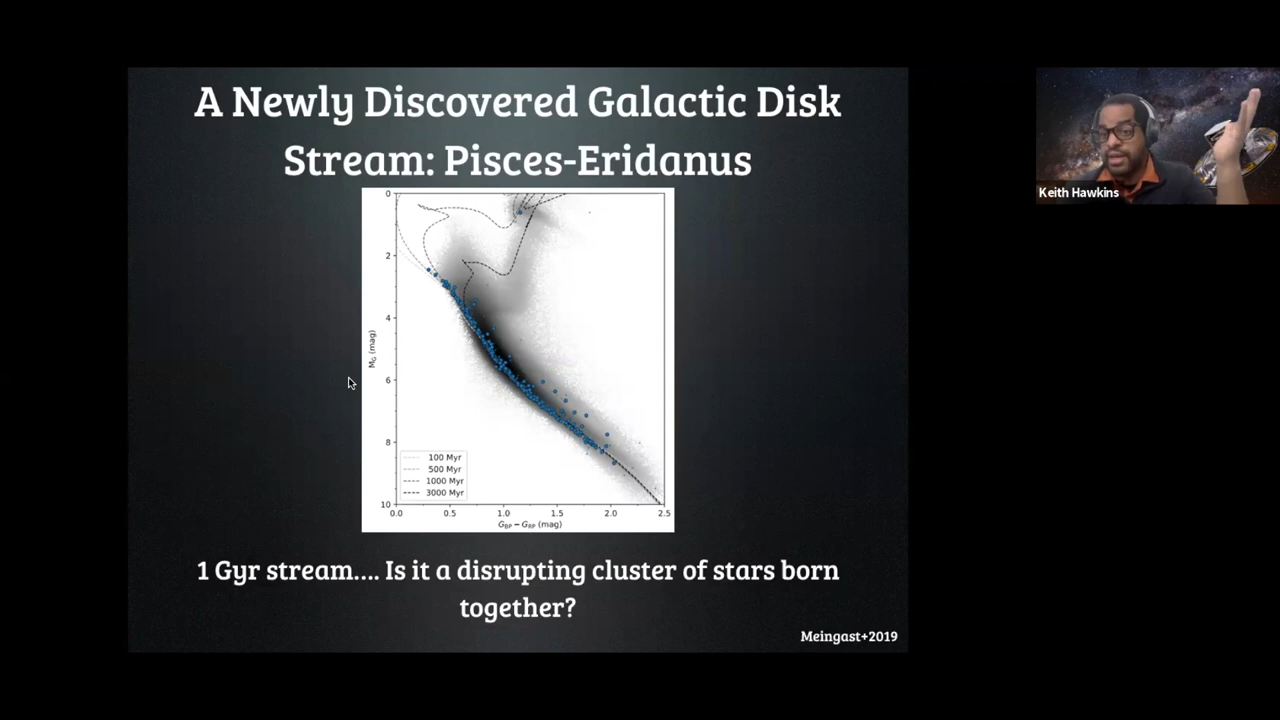 A Newly Discovered Galactic Disk
Stream: Pisces-Eridanus
0
2
4
6
8
10
M_G (mag)
100 Myr
500 Myr
1000 Myr
3000 Myr
0.0 0.5 1.0 1.5 2.0 2.5
G_BP − G_RP (mag)
1 Gyr stream.... Is it a disrupting cluster of stars born
together?
Meingast+2019
Keith Hawkins